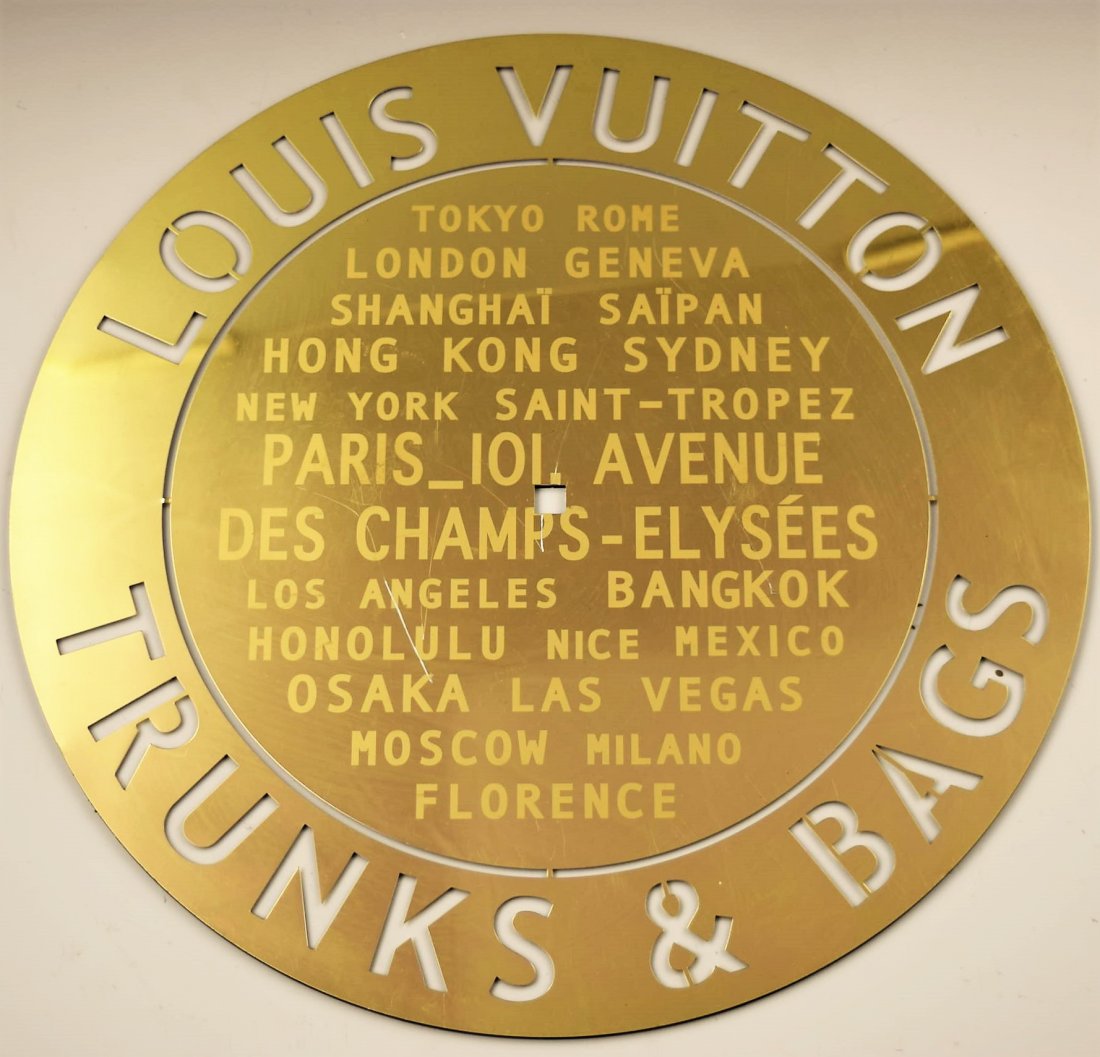 LOUIS VUITTON
TOKYO ROME
LONDON GENEVA
SHANGHAÏ SAÏPAN
HONG KONG SYDNEY
NEW YORK SAINT-TROPEZ
PARIS_101, AVENUE
DES CHAMPS-ELYSÉES
LOS ANGELES BANGKOK
HONOLULU NICE MEXICO
OSAKA LAS VEGAS
MOSCOW MILANO
FLORENCE
TRUNKS & BAGS